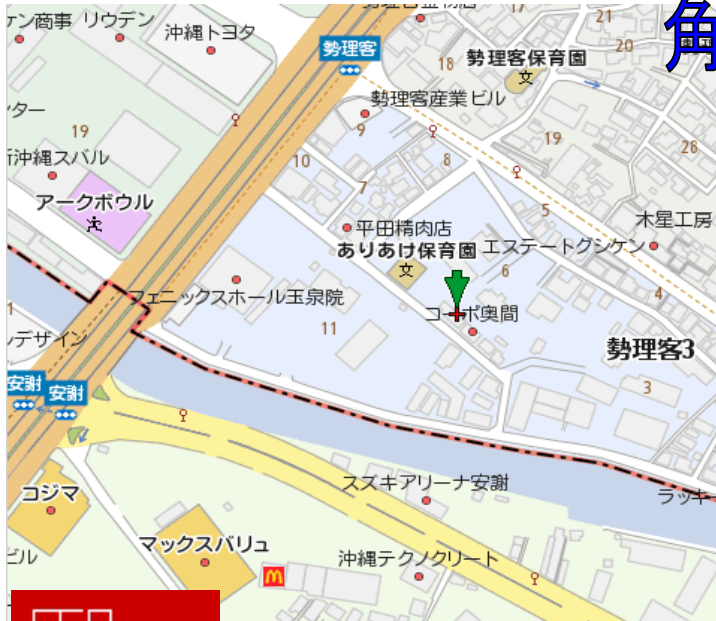 ケン商事
リウデン
沖縄トヨタ
17
21
角
勢理客
18
勢理客保育園
文
20
勢理客産業ビル
ンター
19
9
19
28
沖縄スバル
10
8
7
アークボウル
5
木星工房
平田精肉店
ありあけ保育園
エステートグシケン
文
6
フェニックスホール玉泉院
4
1
コーポ奥間
11
ルデザイン
勢理客3
安謝
安謝
3
コジマ
スズキアリーナ安謝
ラッキー
マックスバリュ
沖縄テクノクリート
ビル
M